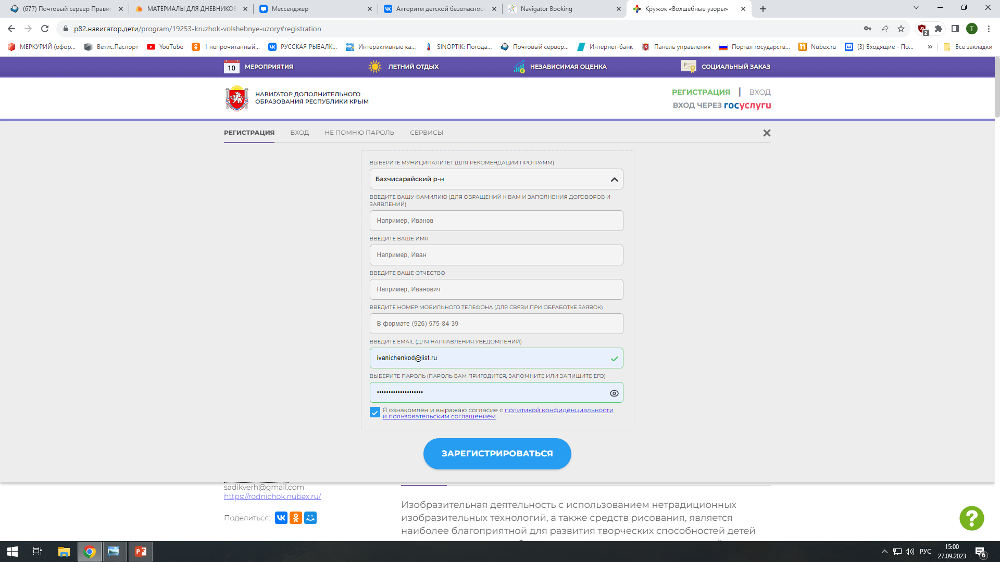 (677) Почтовый сервер Правит
МАТЕРИАЛЫ ДЛЯ ДНЕВНИКОВ
Мессенджер
Алгоритм детской безопасност
Navigator Booking
Кружок «Волшебные узоры»
p82.навигатор.дети/program/19253-kruzhok-volshebnye-uzory#registration
2
T
МЕРКУРИЙ (офор...
Ветис.Паспорт
YouTube
1 непрочитанный...
РУССКАЯ РЫБАЛК...
Интерактивные ка...
SINOPTIK: Погода...
Почтовый сервер...
Интернет-банк
Панель управления
Портал государств...
Nubex.ru
(3) Входящие - По...
»
Все закладки
10 МЕРОПРИЯТИЯ
ЛЕТНИЙ ОТДЫХ
НЕЗАВИСИМАЯ ОЦЕНКА
СОЦИАЛЬНЫЙ ЗАКАЗ
НАВИГАТОР ДОПОЛНИТЕЛЬНОГО
ОБРАЗОВАНИЯ РЕСПУБЛИКИ КРЫМ
РЕГИСТРАЦИЯ | ВХОД
ВХОД ЧЕРЕЗ госуслуги
РЕГИСТРАЦИЯ ВХОД НЕ ПОМНЮ ПАРОЛЬ СЕРВИСЫ
ВЫБЕРИТЕ МУНИЦИПАЛИТЕТ (ДЛЯ РЕКОМЕНДАЦИИ ПРОГРАММ)
Бахчисарайский р-н
ВВЕДИТЕ ВАШУ ФАМИЛИЮ (ДЛЯ ОБРАЩЕНИЙ К ВАМ И ЗАПОЛНЕНИЯ ДОГОВОРОВ И
ЗАЯВЛЕНИЙ)
Например, Иванов
ВВЕДИТЕ ВАШЕ ИМЯ
Например, Иван
ВВЕДИТЕ ВАШЕ ОТЧЕСТВО
Например, Иванович
ВВЕДИТЕ НОМЕР МОБИЛЬНОГО ТЕЛЕФОНА (ДЛЯ СВЯЗИ ПРИ ОБРАБОТКЕ ЗАЯВОК)
В формате (926) 575-84-39
ВВЕДИТЕ EMAIL (ДЛЯ НАПРАВЛЕНИЯ УВЕДОМЛЕНИЙ)
ivanichenkod@list.ru
ВЫБЕРИТЕ ПАРОЛЬ (ПАРОЛЬ ВАМ ПРИГОДИТСЯ, ЗАПОМНИТЕ ИЛИ ЗАПИШИТЕ ЕГО)
••••••••••••••••••••
Я ознакомлен и выражаю согласие с политикой конфиденциальности
и пользовательским соглашением
ЗАРЕГИСТРИРОВАТЬСЯ
sadikverh@gmail.com
https://rodnichok.nubex.ru/
Поделиться:
Изобразительная деятельность с использованием нетрадиционных
изобразительных технологий, а также средств рисования, является
наиболее благоприятной для развития творческих способностей детей
?
РУС
15:00
27.09.2023
6